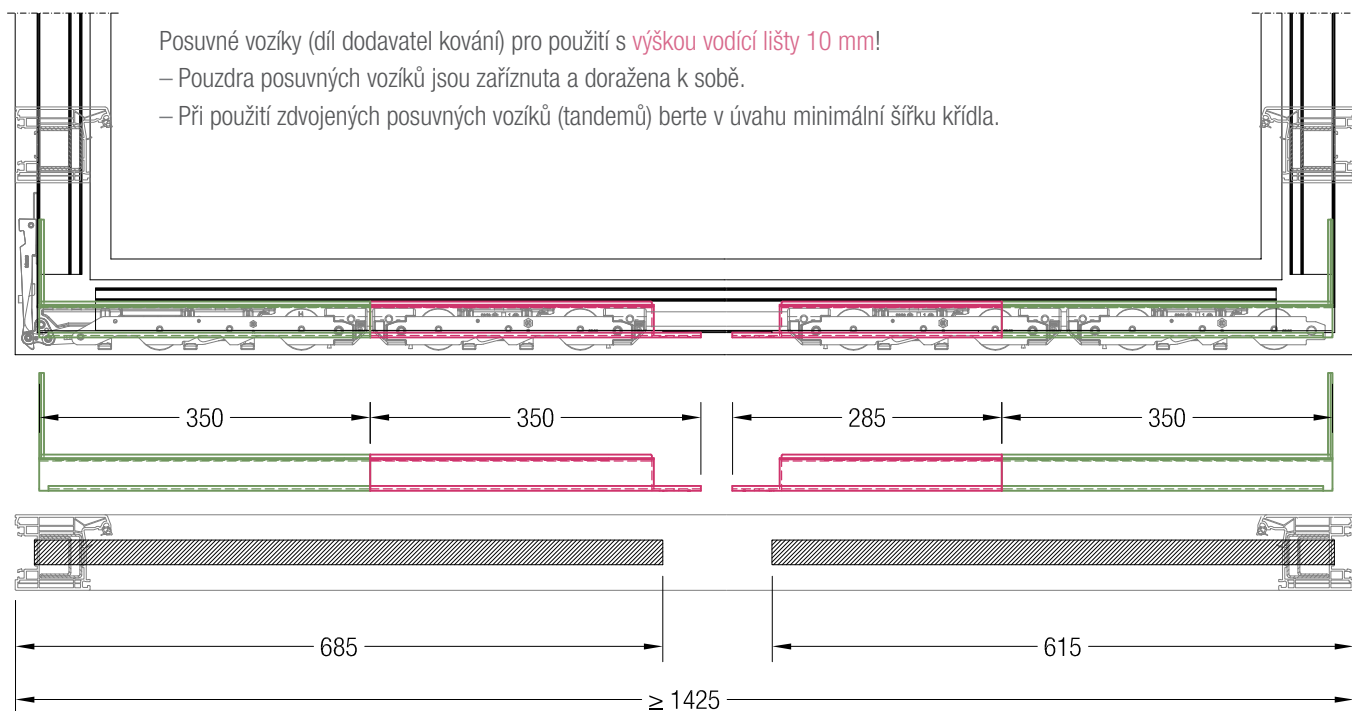 Posuvné vozíky (díl dodavatel kování) pro použití s výškou vodící lišty 10 mm!
– Pouzdra posuvných vozíků jsou zaříznuta a doražena k sobě.
– Při použití zdvojených posuvných vozíků (tandemů) berte v úvahu minimální šířku křídla.
350 350 285 350
685 615
≥ 1425